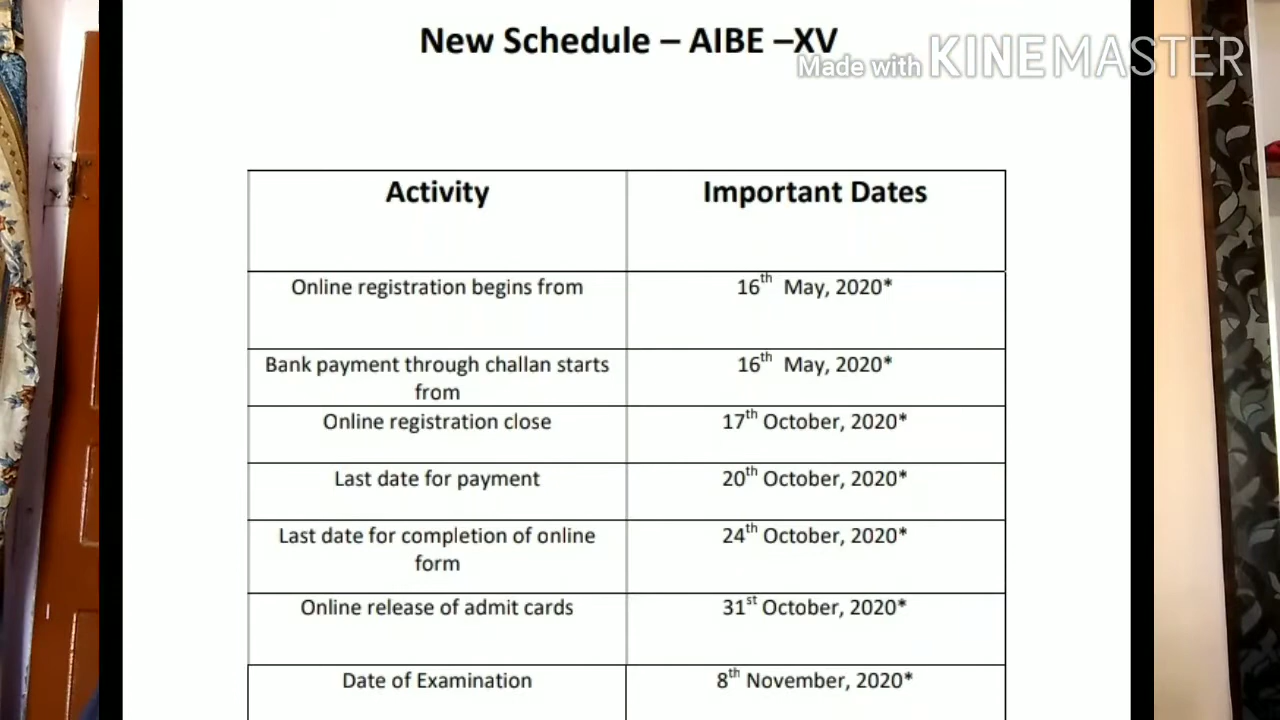 New Schedule – AIBE –XV
Made with KINEMASTER
Activity Important Dates
Online registration begins from 16th May, 2020*
Bank payment through challan starts 16th May, 2020*
from
Online registration close 17th October, 2020*
Last date for payment 20th October, 2020*
Last date for completion of online 24th October, 2020*
form
Online release of admit cards 31st October, 2020*
Date of Examination 8th November, 2020*